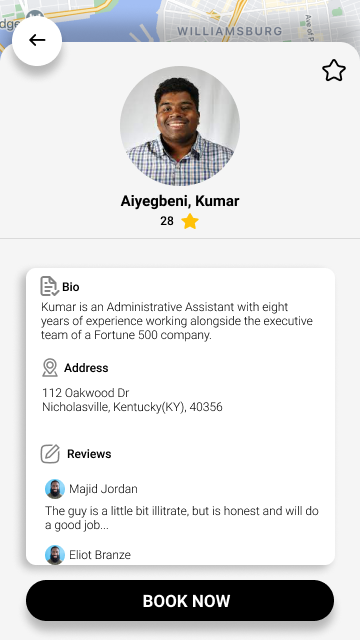 WILLIAMSBURG
Aiyegbeni, Kumar
28
Bio
Kumar is an Administrative Assistant with eight
years of experience working alongside the executive
team of a Fortune 500 company.
Address
112 Oakwood Dr
Nicholasville, Kentucky(KY), 40356
Reviews
Majid Jordan
The guy is a little bit illitrate, but is honest and will do
a good job...
Eliot Branze
BOOK NOW